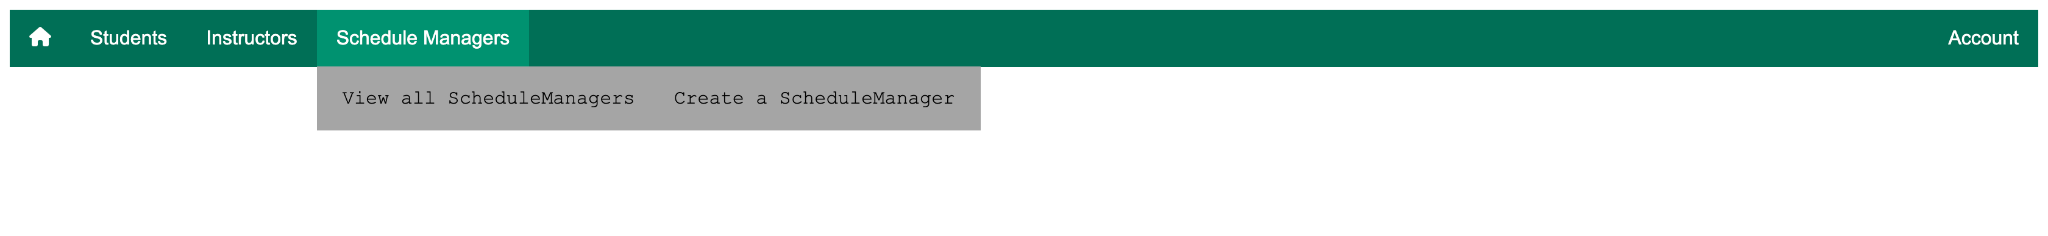 Students Instructors Schedule Managers Account
View all ScheduleManagers Create a ScheduleManager